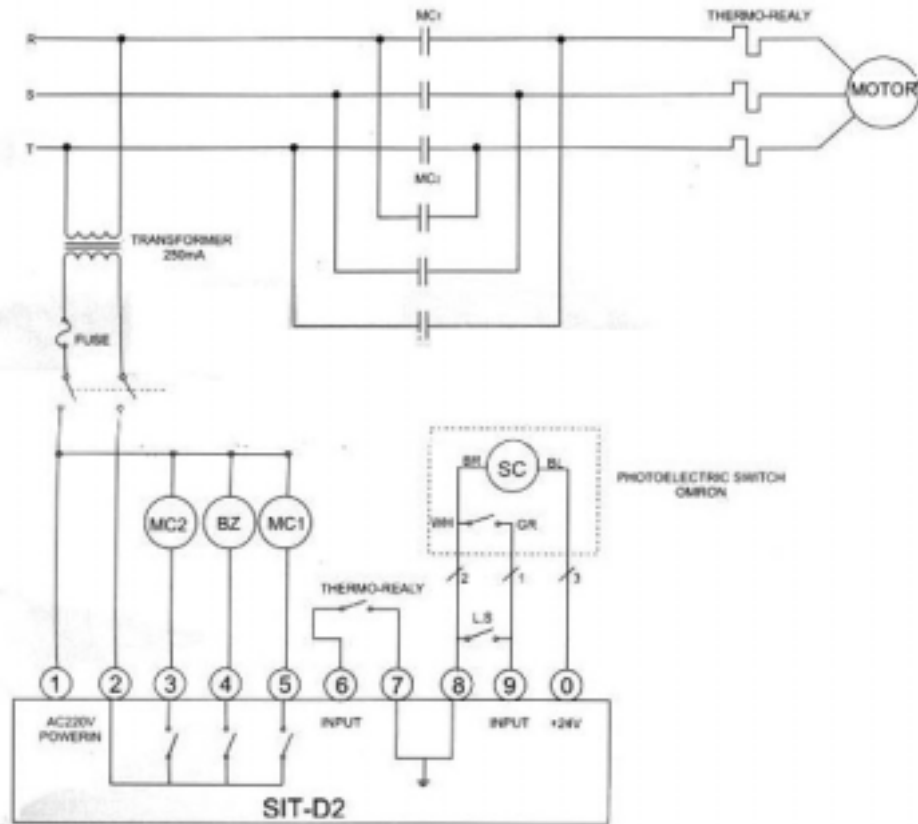 MC1
THERMO-REALY
R
S
MOTOR
T
MC2
TRANSFORMER
250mA
FUSE
BR
SC
BL
PHOTOELECTRIC SWITCH
OMRON
MC2
BZ
MC1
WH
GR
2
1
3
THERMO-REALY
L.S
1
2
3
4
5
6
7
8
9
0
AC220V
POWERIN
INPUT
INPUT
+24V
SIT-D2